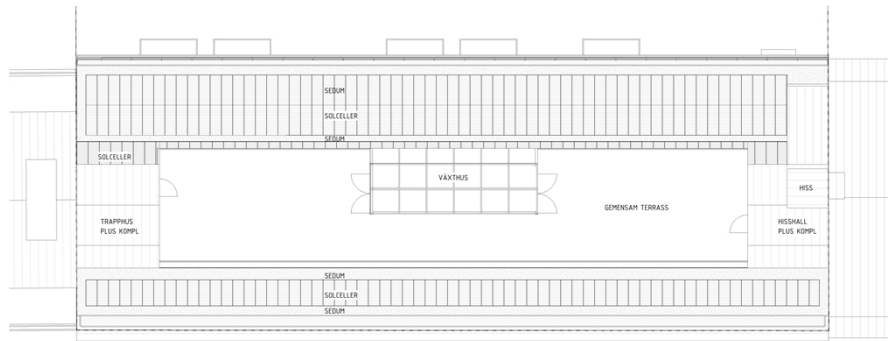 SEDUM
SOLCELLER
SEDUM
SOLCELLER
VÄXTHUS
HISS
GEMENSAM TERRASS
TRAPPHUS
PLUS KOMPL
HISSHALL
PLUS KOMPL
SEDUM
SOLCELLER
SEDUM